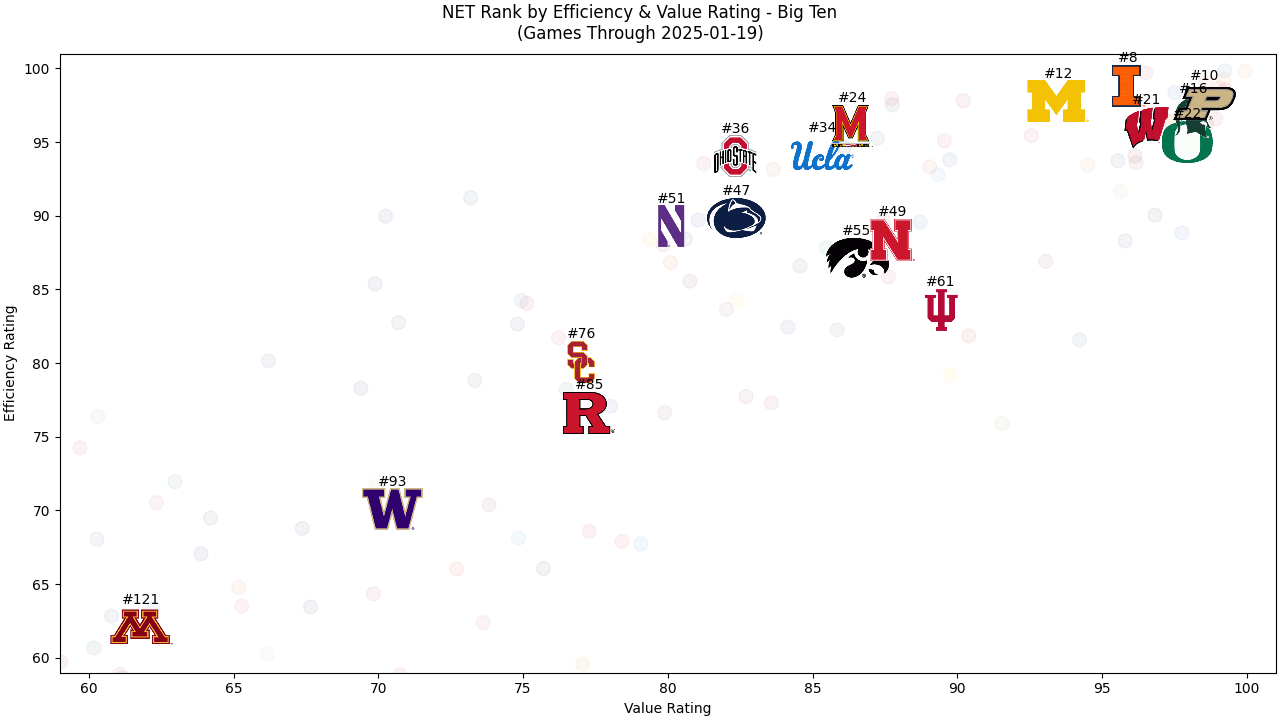 NET Rank by Efficiency & Value Rating - Big Ten
(Games Through 2025-01-19)
#8
#12
#10
#16
#21
#22
#24
#34
Ucla
#36
OHIO STATE
#51
#47
#49
#55
#61
#76
SC
#85
R
#93
W
#121
M
M
I
P
W
O
M
N
N
100
95
90
85
80
75
70
65
60
Efficiency Rating
60
65
70
75
80
85
90
95
100
Value Rating